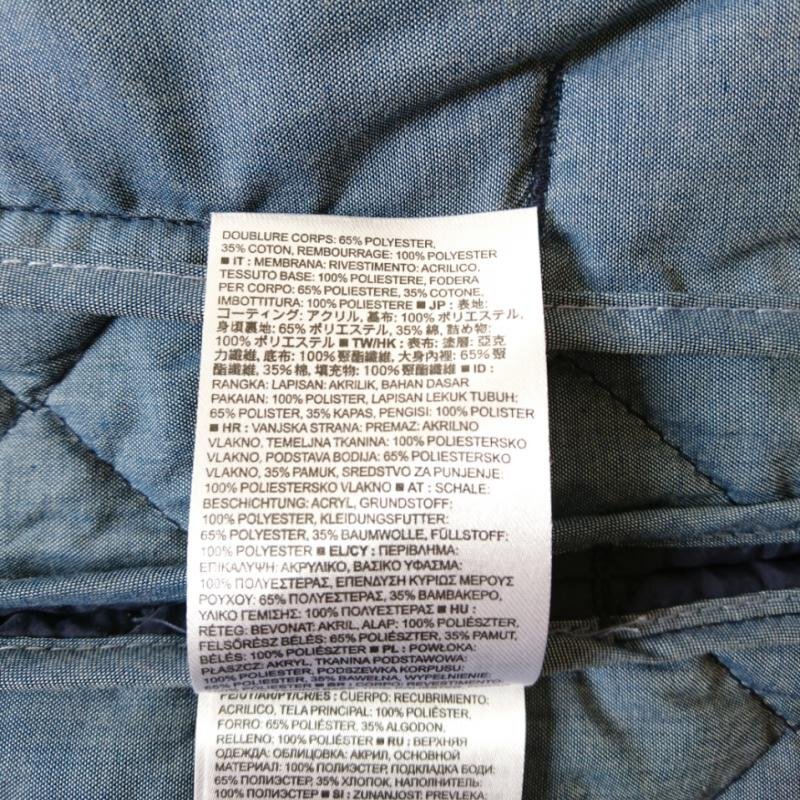 DOUBLURE CORPS: 65% POLYESTER,
35% COTON, REMBOURRAGE: 100% POLYESTER
■ IT : MEMBRANA: RIVESTIMENTO: ACRILICO,
TESSUTO BASE: 100% POLIESTERE, FODERA
PER CORPO: 65% POLIESTERE, 35% COTONE,
IMBOTTITURA: 100% POLIESTERE ■ JP : 表地:
コーティング: アクリル, 基布: 100% ポリエステル,
身頃裏地: 65% ポリエステル, 35% 綿, 詰め物:
100% ポリエステル ■ TW/HK : 表布: 塗層: 亞克
力纖維, 底布: 100% 聚酯纖維, 大身內裡: 65% 聚
酯纖維, 35% 棉, 填充物: 100% 聚酯纖維 ■ ID :
RANGKA: LAPISAN: AKRILIK, BAHAN DASAR
PAKAIAN: 100% POLISTER, LAPISAN LEKUK TUBUH:
65% POLISTER, 35% KAPAS, PENGISI: 100% POLISTER
■ HR : VANJSKA STRANA: PREMAZ: AKRILNO
VLAKNO, TEMELJNA TKANINA: 100% POLIESTERSKO
VLAKNO, PODSTAVA BODIJA: 65% POLIESTERSKO
VLAKNO, 35% PAMUK, SREDSTVO ZA PUNJENJE:
100% POLIESTERSKO VLAKNO ■ AT : SCHALE:
BESCHICHTUNG: ACRYL, GRUNDSTOFF:
100% POLYESTER, KLEIDUNGSFUTTER:
65% POLYESTER, 35% BAUMWOLLE, FÜLLSTOFF:
100% POLYESTER ■ EL/CY : ΠΕΡΙΒΛΗΜΑ:
ΕΠΙΚΑΛΥΨΗ: ΑΚΡΥΛΙΚΟ, ΒΑΣΙΚΟ ΥΦΑΣΜΑ:
100% ΠΟΛΥΕΣΤΕΡΑΣ, ΕΠΕΝΔΥΣΗ ΚΥΡΙΩΣ ΜΕΡΟΥΣ
ΡΟΥΧΟΥ: 65% ΠΟΛΥΕΣΤΕΡΑΣ, 35% ΒΑΜΒΑΚΕΡΟ,
ΥΛΙΚΟ ΓΕΜΙΣΗΣ: 100% ΠΟΛΥΕΣΤΕΡΑΣ ■ HU :
RÉTEG: BEVONAT: AKRIL, ALAP: 100% POLIÉSZTER,
FELSŐRÉSZ BÉLÉS: 65% POLIÉSZTER, 35% PAMUT,
BÉLÉS: 100% POLIÉSZTER ■ PL : POWŁOKA:
PŁASZCZ: AKRYL, TKANINA PODSTAWOWA:
100% POLIESTER, PODSZEWKA KORPUSU:
65% POLIESTER, 35% BAWEŁNA, WYPEŁNIENIE:
PE/UY/AR/PY/CR/ES : CUERPO: RECUBRIMIENTO:
ACRILICO, TELA PRINCIPAL: 100% POLIÉSTER,
FORRO: 65% POLIÉSTER, 35% ALGODON,
RELLENO: 100% POLIÉSTER ■ RU : ВЕРХНЯЯ
ОДЕЖДА: ОБЛИЦОВКА: АКРИЛ, ОСНОВНОЙ
МАТЕРИАЛ: 100% ПОЛИЭСТЕР, ПОДКЛАДКА БОДИ:
65% ПОЛИЭСТЕР, 35% ХЛОПОК, НАПОЛНИТЕЛЬ:
100% ПОЛИЭСТЕР ■ SI : ZUNANJOST: PREVLEKA: